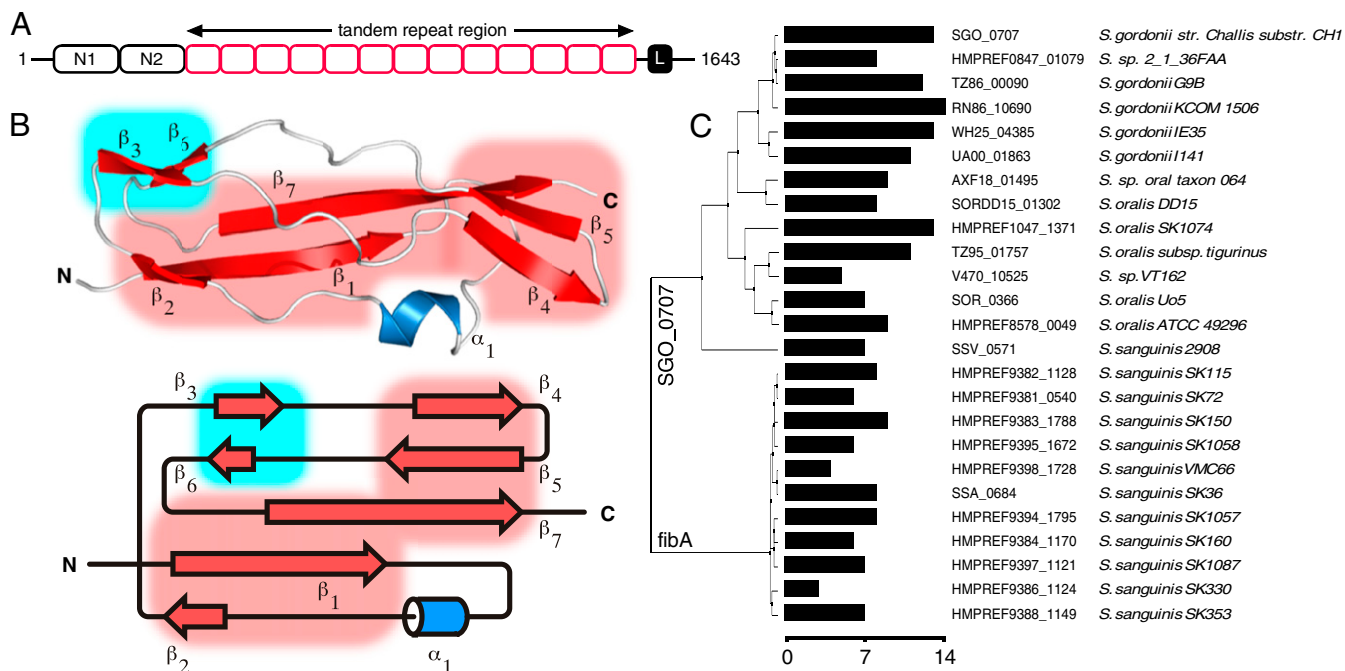 A
tandem repeat region
1 N1 N2 L 1643
B
β3 β6
β7
C
β5
N
β2 β1 β4
α1
β3 β4
β6 β5
β7 C
N
β1
β2 α1
C
SGO_0707
fibA
SGO_0707 S. gordonii str. Challis substr. CH1
HMPREF0847_01079 S. sp. 2_1_36FAA
TZ86_00090 S. gordonii G9B
RN86_10690 S. gordonii KCOM 1506
WH25_04385 S. gordonii IE35
UA00_01863 S. gordonii I141
AXF18_01495 S. sp. oral taxon 064
SORDD15_01302 S. oralis DD15
HMPREF1047_1371 S. oralis SK1074
TZ95_01757 S. oralis subsp. tigurinus
V470_10525 S. sp. VT162
SOR_0366 S. oralis Uo5
HMPREF8578_0049 S. oralis ATCC 49296
SSV_0571 S. sanguinis 2908
HMPREF9382_1128 S. sanguinis SK115
HMPREF9381_0540 S. sanguinis SK72
HMPREF9383_1788 S. sanguinis SK150
HMPREF9395_1672 S. sanguinis SK1058
HMPREF9398_1728 S. sanguinis VMC66
SSA_0684 S. sanguinis SK36
HMPREF9394_1795 S. sanguinis SK1057
HMPREF9384_1170 S. sanguinis SK160
HMPREF9397_1121 S. sanguinis SK1087
HMPREF9386_1124 S. sanguinis SK330
HMPREF9388_1149 S. sanguinis SK353
0 7 14